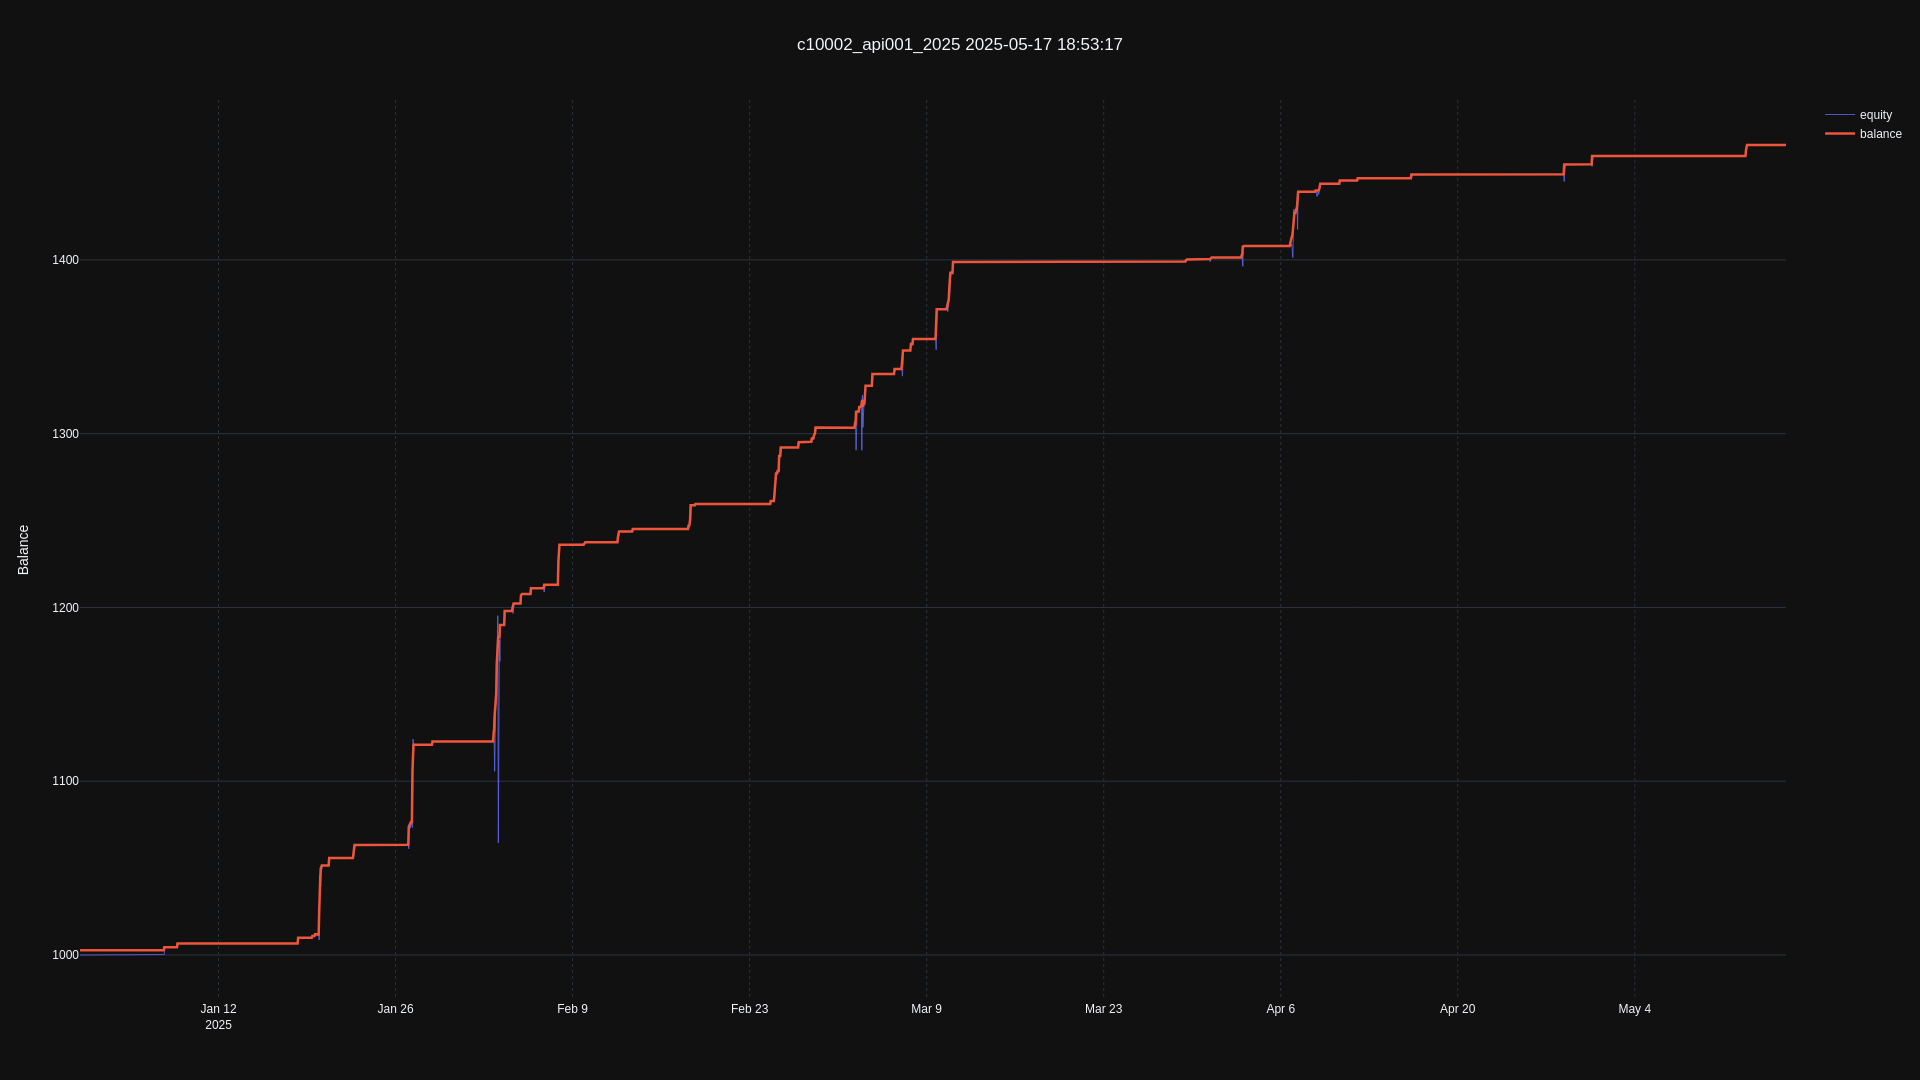 c10002_api001_2025 2025-05-17 18:53:17
equity
balance
Balance
1400
1300
1200
1100
1000
Jan 12
2025
Jan 26
Feb 9
Feb 23
Mar 9
Mar 23
Apr 6
Apr 20
May 4